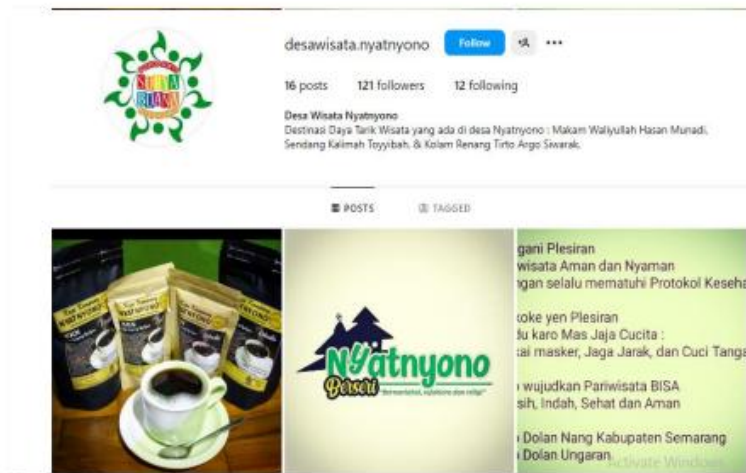 SURYA
BUANA
desawisata.nyatnyono
Follow
16 posts 121 followers 12 following
Desa Wisata Nyatnyono
Destinasi Daya Tarik Wisata yang ada di desa Nyatnyono : Makam Waliyullah Hasan Munadi,
Sendang Kalimah Toyyibah, & Kolam Renang Tirto Argo Siwarak.
POSTS TAGGED
NYATNYONO
NYATNYONO
Nyatnyono
Berseri
gani Plesiran
wisata Aman dan Nyaman
ngan selalu mematuhi Protokol Keseha
koke yen Plesiran
du karo Mas Jaja Cucita :
kai masker, Jaga Jarak, dan Cuci Tanga
wujudkan Pariwisata BISA
sih, Indah, Sehat dan Aman
Dolan Nang Kabupaten Semarang
Dolan Ungaran
Activate Windows